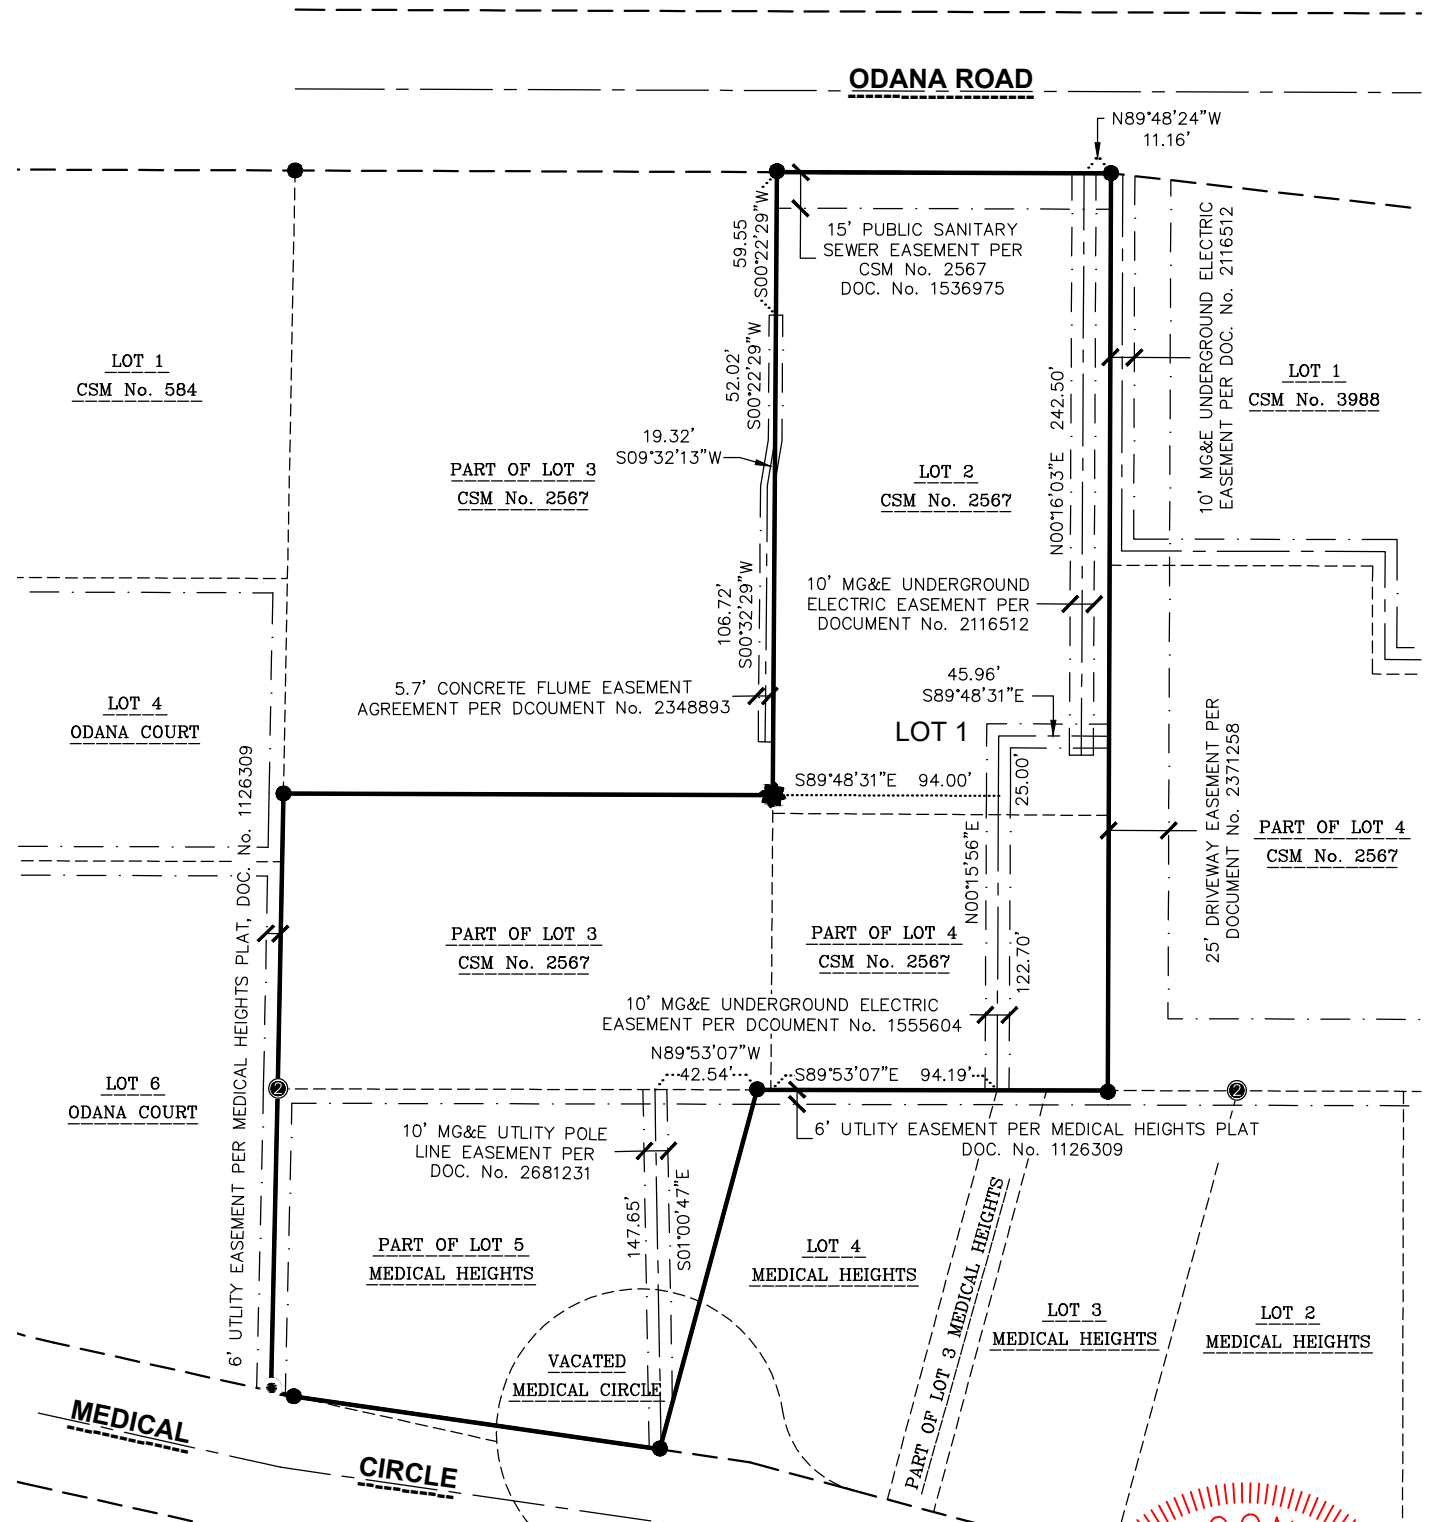 ODANA ROAD
N89°48'24"W
11.16'
59.55
S00°22'29"W
15' PUBLIC SANITARY
SEWER EASEMENT PER
CSM No. 2567
DOC. No. 1536975
10' MG&E UNDERGROUND ELECTRIC
EASEMENT PER DOC. No. 2116512
LOT 1
CSM No. 584
52.02'
S00°22'29"W
N00°16'03"E 242.50'
LOT 1
CSM No. 3988
19.32'
S09°32'13"W
PART OF LOT 3
CSM No. 2567
LOT 2
CSM No. 2567
106.72'
S00°32'29"W
10' MG&E UNDERGROUND
ELECTRIC EASEMENT PER
DOCUMENT No. 2116512
5.7' CONCRETE FLUME EASEMENT
AGREEMENT PER DCOUMENT No. 2348893
45.96'
S89°48'31"E
LOT 4
ODANA COURT
LOT 1
S89°48'31"E 94.00'
25.00'
25' DRIVEWAY EASEMENT PER
DOCUMENT No. 2371258
PART OF LOT 4
CSM No. 2567
6' UTLITY EASEMENT PER MEDICAL HEIGHTS PLAT, DOC. No. 1126309
N00°15'56"E
122.70'
PART OF LOT 3
CSM No. 2567
PART OF LOT 4
CSM No. 2567
10' MG&E UNDERGROUND ELECTRIC
EASEMENT PER DCOUMENT No. 1555604
N89°53'07"W
42.54'
S89°53'07"E 94.19'
2
2
LOT 6
ODANA COURT
10' MG&E UTLITY POLE
LINE EASEMENT PER
DOC. No. 2681231
6' UTLITY EASEMENT PER MEDICAL HEIGHTS PLAT
DOC. No. 1126309
147.65'
S01°00'47"E
PART OF LOT 5
MEDICAL HEIGHTS
LOT 4
MEDICAL HEIGHTS
PART OF LOT 3 MEDICAL HEIGHTS
LOT 3
MEDICAL HEIGHTS
LOT 2
MEDICAL HEIGHTS
VACATED
MEDICAL CIRCLE
MEDICAL
CIRCLE